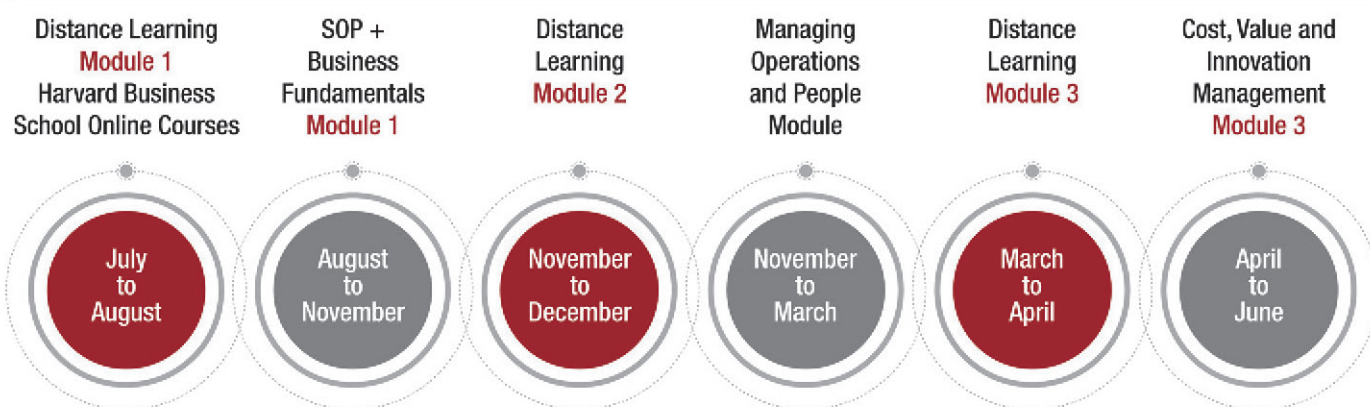 Distance Learning
Module 1
Harvard Business
School Online Courses
July
to
August
SOP +
Business
Fundamentals
Module 1
August
to
November
Distance
Learning
Module 2
November
to
December
Managing
Operations
and People
Module
November
to
March
Distance
Learning
Module 3
March
to
April
Cost, Value and
Innovation
Management
Module 3
April
to
June